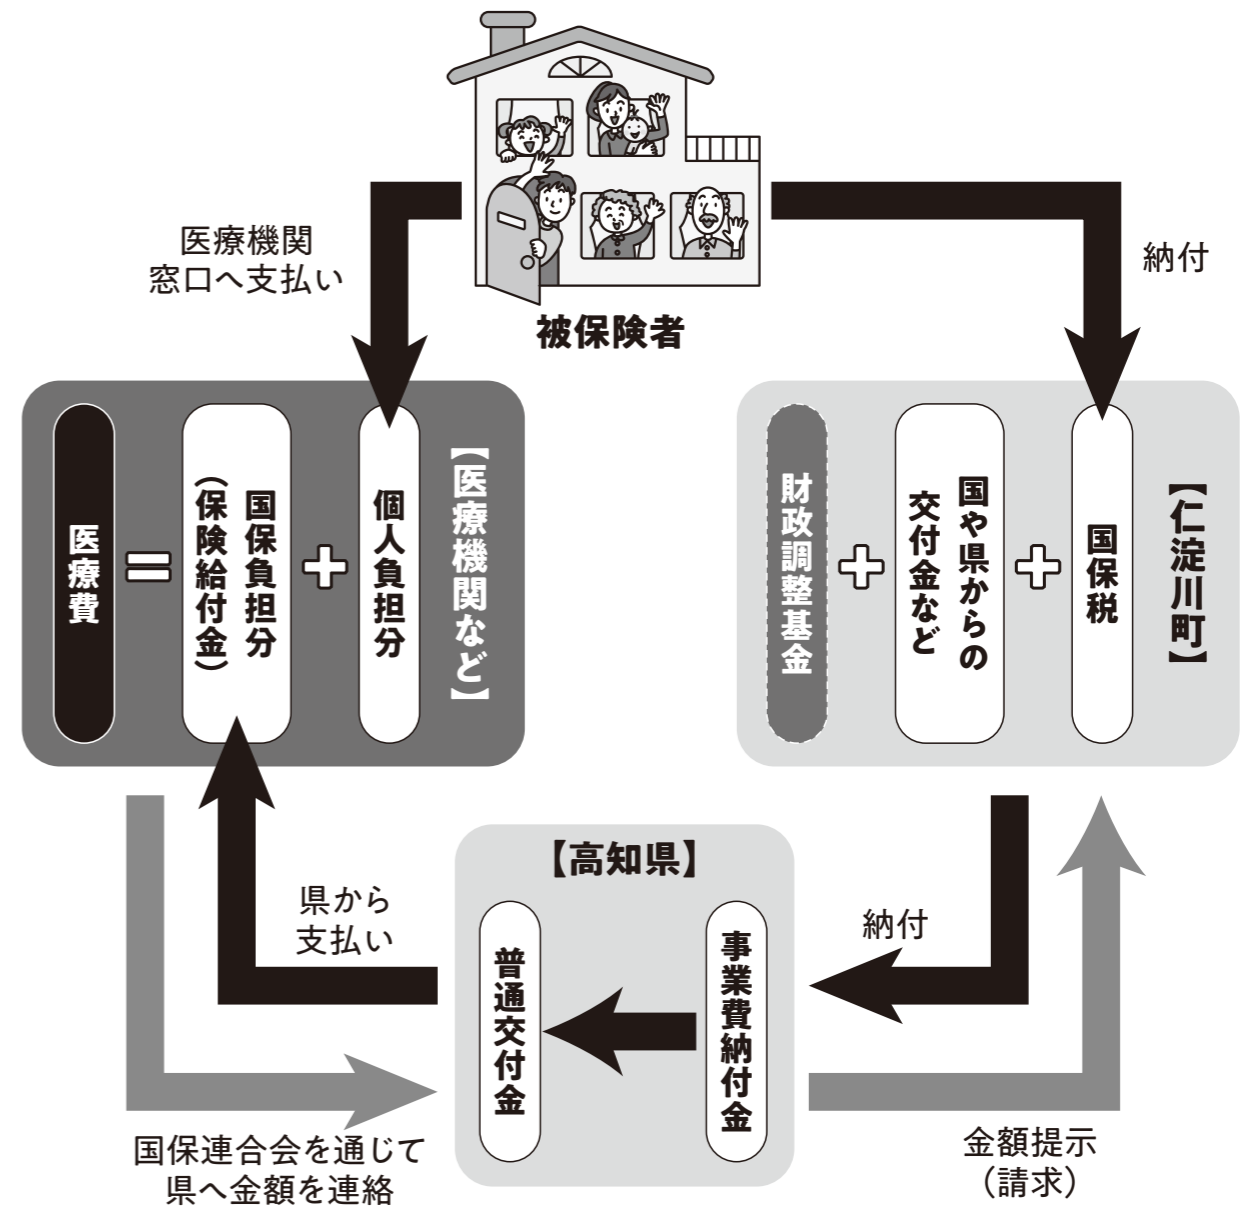 被保険者
医療機関
窓口へ支払い
納付
【医療機関など】
個人負担分
+
国保負担分
(保険給付金)
=
医療費
【仁淀川町】
国保税
+
国や県からの
交付金など
+
財政調整基金
納付
【高知県】
事業費納付金
普通交付金
県から
支払い
国保連合会を通じて
県へ金額を連絡
金額提示
(請求)